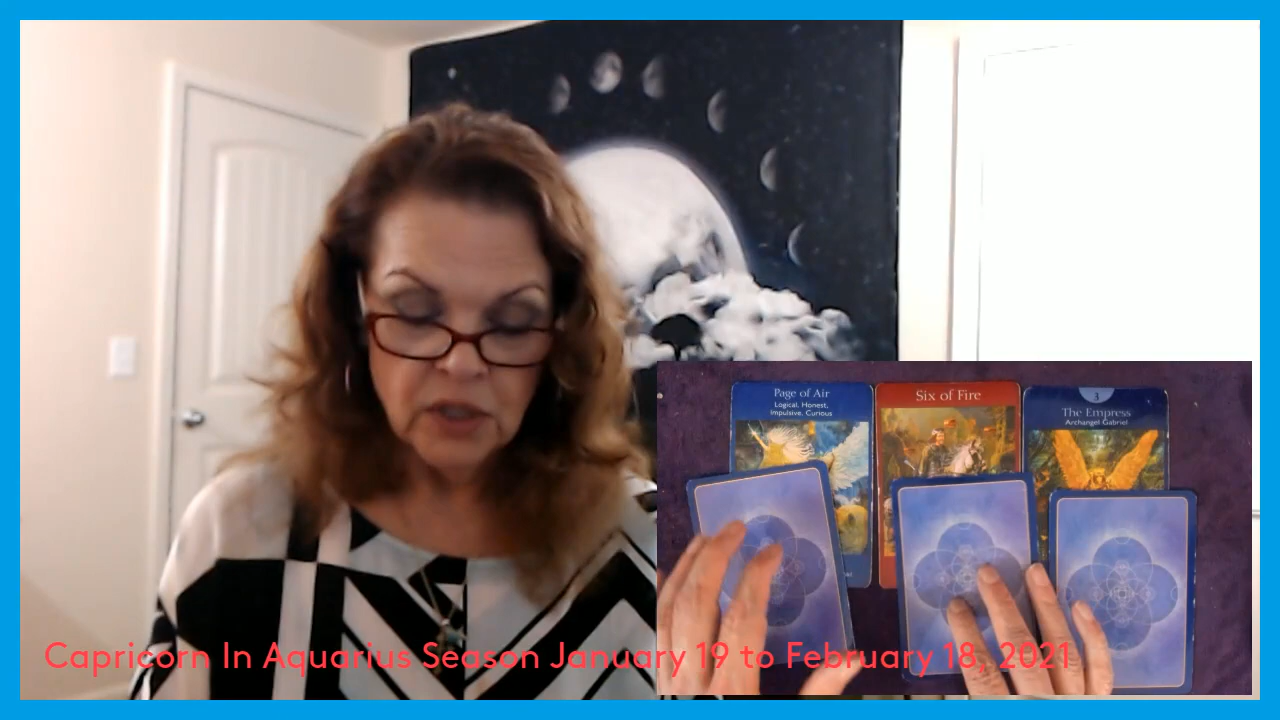 Page of Air
Logical, Honest,
Impulsive, Curious
Six of Fire
3
The Empress
Archangel Gabriel
Capricorn In Aquarius Season January 19 to February 18, 2021